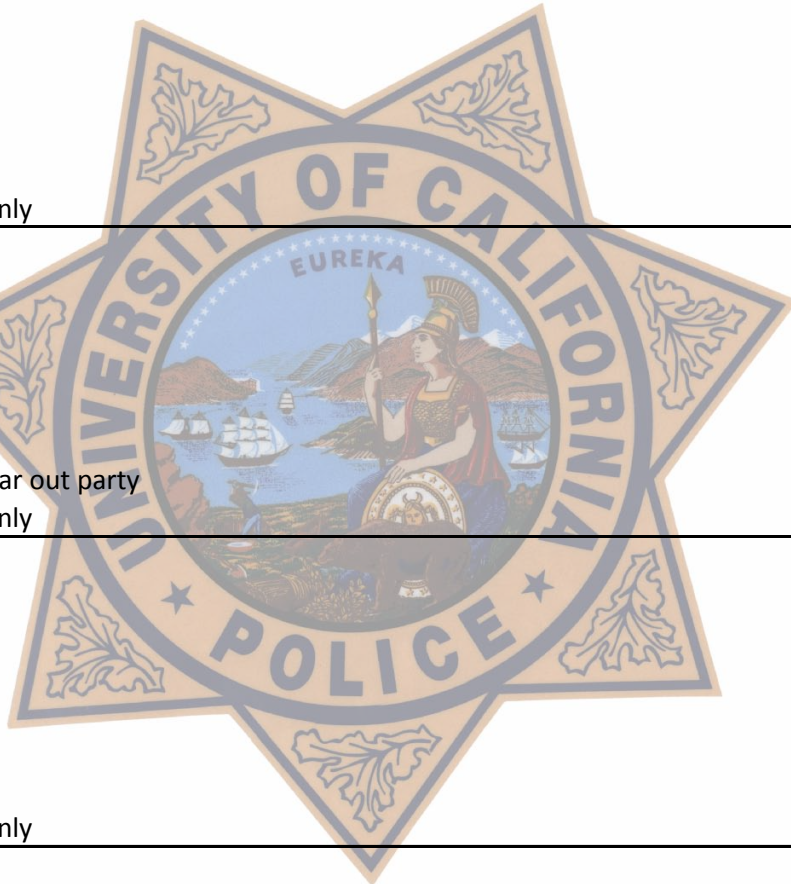 nly
EUREKA
UNIVERSITY OF CALIFORNIA
ar out party
nly
POLICE
nly